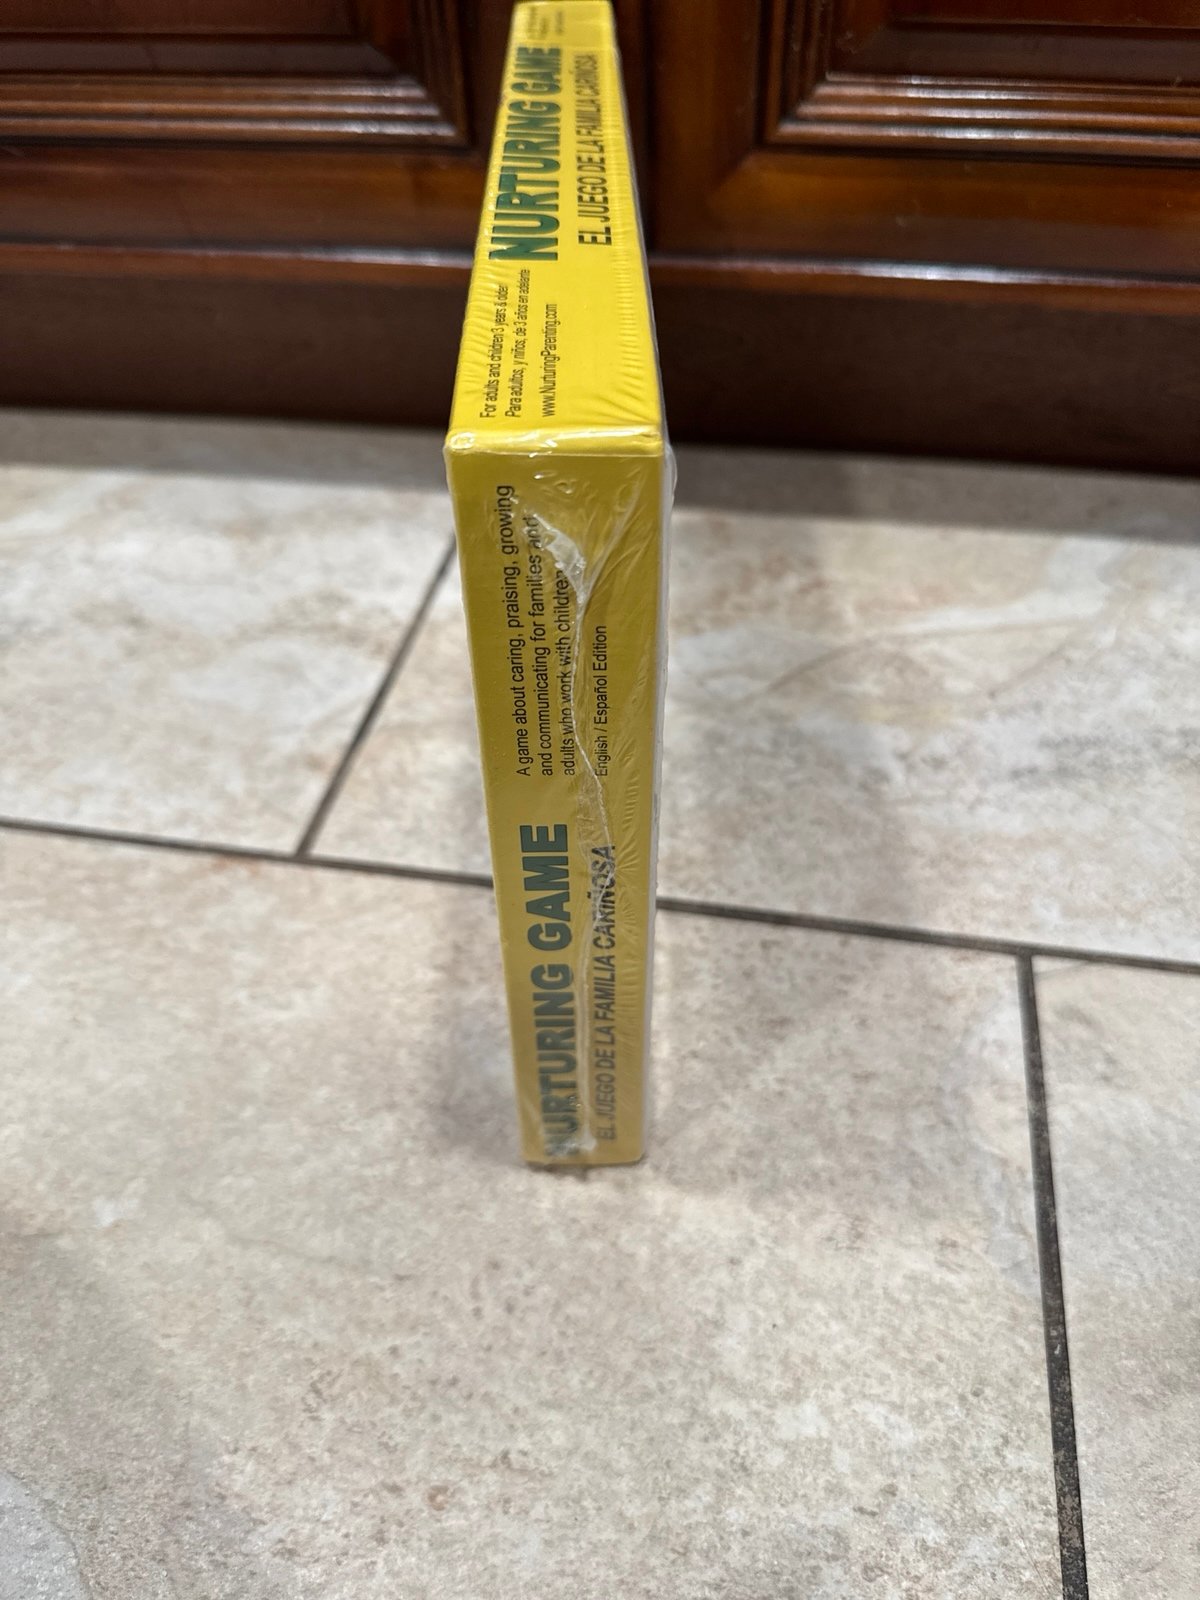 NURTURING GAME
EL JUEGO DE LA FAMILIA CARIÑOSA
For adults and children 3 years & older
Para adultos, y niños, de 3 años en adelante
www.NurturingParenting.com
A game about caring, praising, growing
and communicating for families and
adults who work with children
English / Español Edition
NURTURING GAME
EL JUEGO DE LA FAMILIA CARIÑOSA